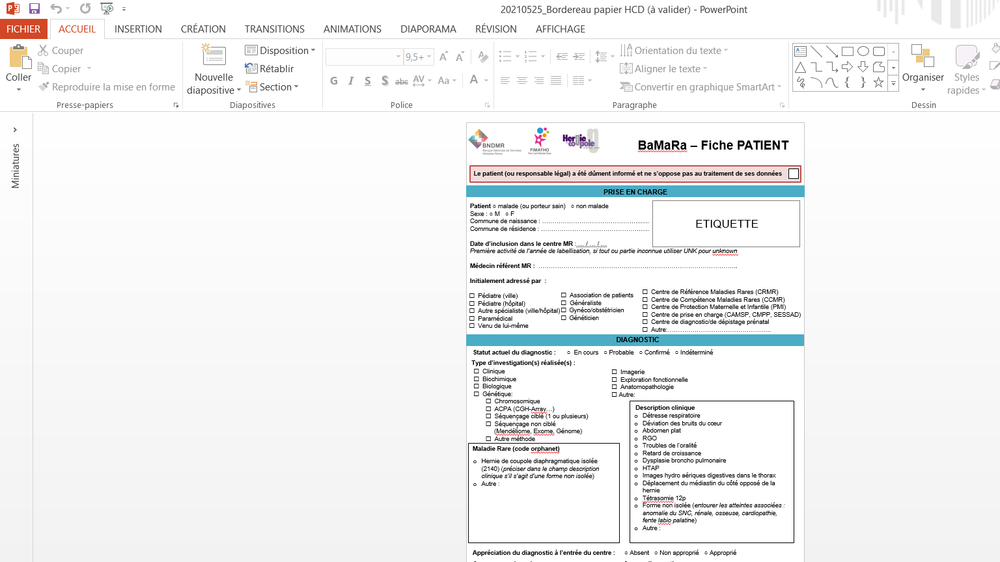 20210525_Bordereau papier HCD (à valider) - PowerPoint
FICHIER ACCUEIL INSERTION CRÉATION TRANSITIONS ANIMATIONS DIAPORAMA RÉVISION AFFICHAGE
Coller
Couper
Copier
Reproduire la mise en forme
Presse-papiers
Nouvelle diapositive
Disposition
Rétablir
Section
Diapositives
9,5+
G I S S abc AV Aa A
Police
Orientation du texte
Aligner le texte
Convertir en graphique SmartArt
Paragraphe
Organiser
Styles rapides
Dessin
Miniatures
BNDMR
Banque Nationale de Données
Maladies Rares
FIMATHO
Hernie
coupole
BaMaRa – Fiche PATIENT
Le patient (ou responsable légal) a été dûment informé et ne s'oppose pas au traitement de ses données
PRISE EN CHARGE
Patient ○ malade (ou porteur sain) ○ non malade
Sexe : ○ M ○ F
Commune de naissance : ................................................
Commune de résidence : ................................................
ETIQUETTE
Date d'inclusion dans le centre MR : ... / ... / ...
Première activité de l'année de labellisation, si tout ou partie inconnue utiliser UNK pour unknown
Médecin référent MR : ................................................................................
Initialement adressé par :
☐ Pédiatre (ville)
☐ Pédiatre (hôpital)
☐ Autre spécialiste (ville/hôpital)
☐ Paramédical
☐ Venu de lui-même
☐ Association de patients
☐ Généraliste
☐ Gynéco/obstétricien
☐ Généticien
☐ Centre de Référence Maladies Rares (CRMR)
☐ Centre de Compétence Maladies Rares (CCMR)
☐ Centre de Protection Maternelle et Infantile (PMI)
☐ Centre de prise en charge (CAMSP, CMPP, SESSAD)
☐ Centre de diagnostic/de dépistage prénatal
☐ Autre:................................................
DIAGNOSTIC
Statut actuel du diagnostic : ○ En cours ○ Probable ○ Confirmé ○ Indéterminé
Type d'investigation(s) réalisée(s) :
☐ Clinique
☐ Biochimique
☐ Biologique
☐ Génétique:
☐ Chromosomique
☐ ACPA (CGH-Array…)
☐ Séquençage ciblé (1 ou plusieurs)
☐ Séquençage non ciblé
(Mendéliome, Exome, Génome)
☐ Autre méthode
☐ Imagerie
☐ Exploration fonctionnelle
☐ Anatomopathologie
☐ Autre:
Maladie Rare (code orphanet)
o Hernie de coupole diaphragmatique isolée
(2140) (préciser dans le champ description
clinique s'il s'agit d'une forme non isolée)
o Autre :
Description clinique
o Détresse respiratoire
o Déviation des bruits du cœur
o Abdomen plat
o RGO
o Troubles de l'oralité
o Retard de croissance
o Dysplasie broncho pulmonaire
o HTAP
o Images hydro aériques digestives dans le thorax
o Déplacement du médiastin du côté opposé de la
hernie
o Tétrasomie 12p
o Forme non isolée (entourer les atteintes associées :
anomalie du SNC, rénale, osseuse, cardiopathie,
fente labio palatine)
o Autre :
Appréciation du diagnostic à l'entrée du centre : ○ Absent ○ Non approprié ○ Approprié